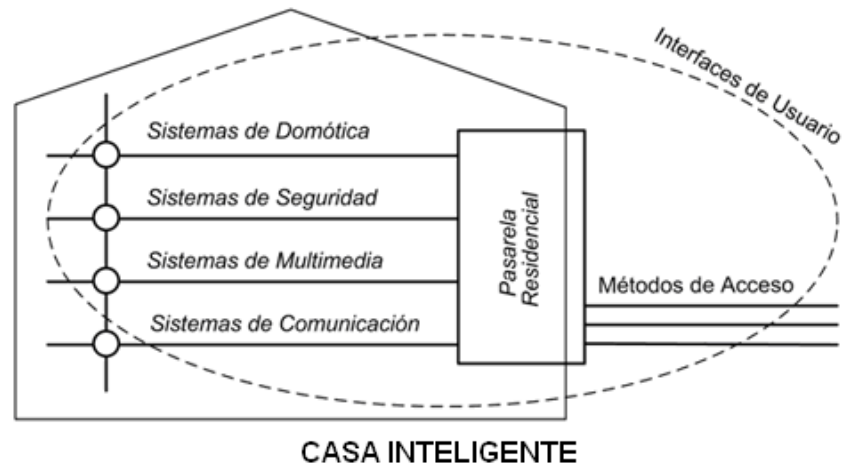 Interfaces de Usuario
Sistemas de Domótica
Sistemas de Seguridad
Sistemas de Multimedia
Sistemas de Comunicación
Pasarela
Residencial
Métodos de Acceso
CASA INTELIGENTE